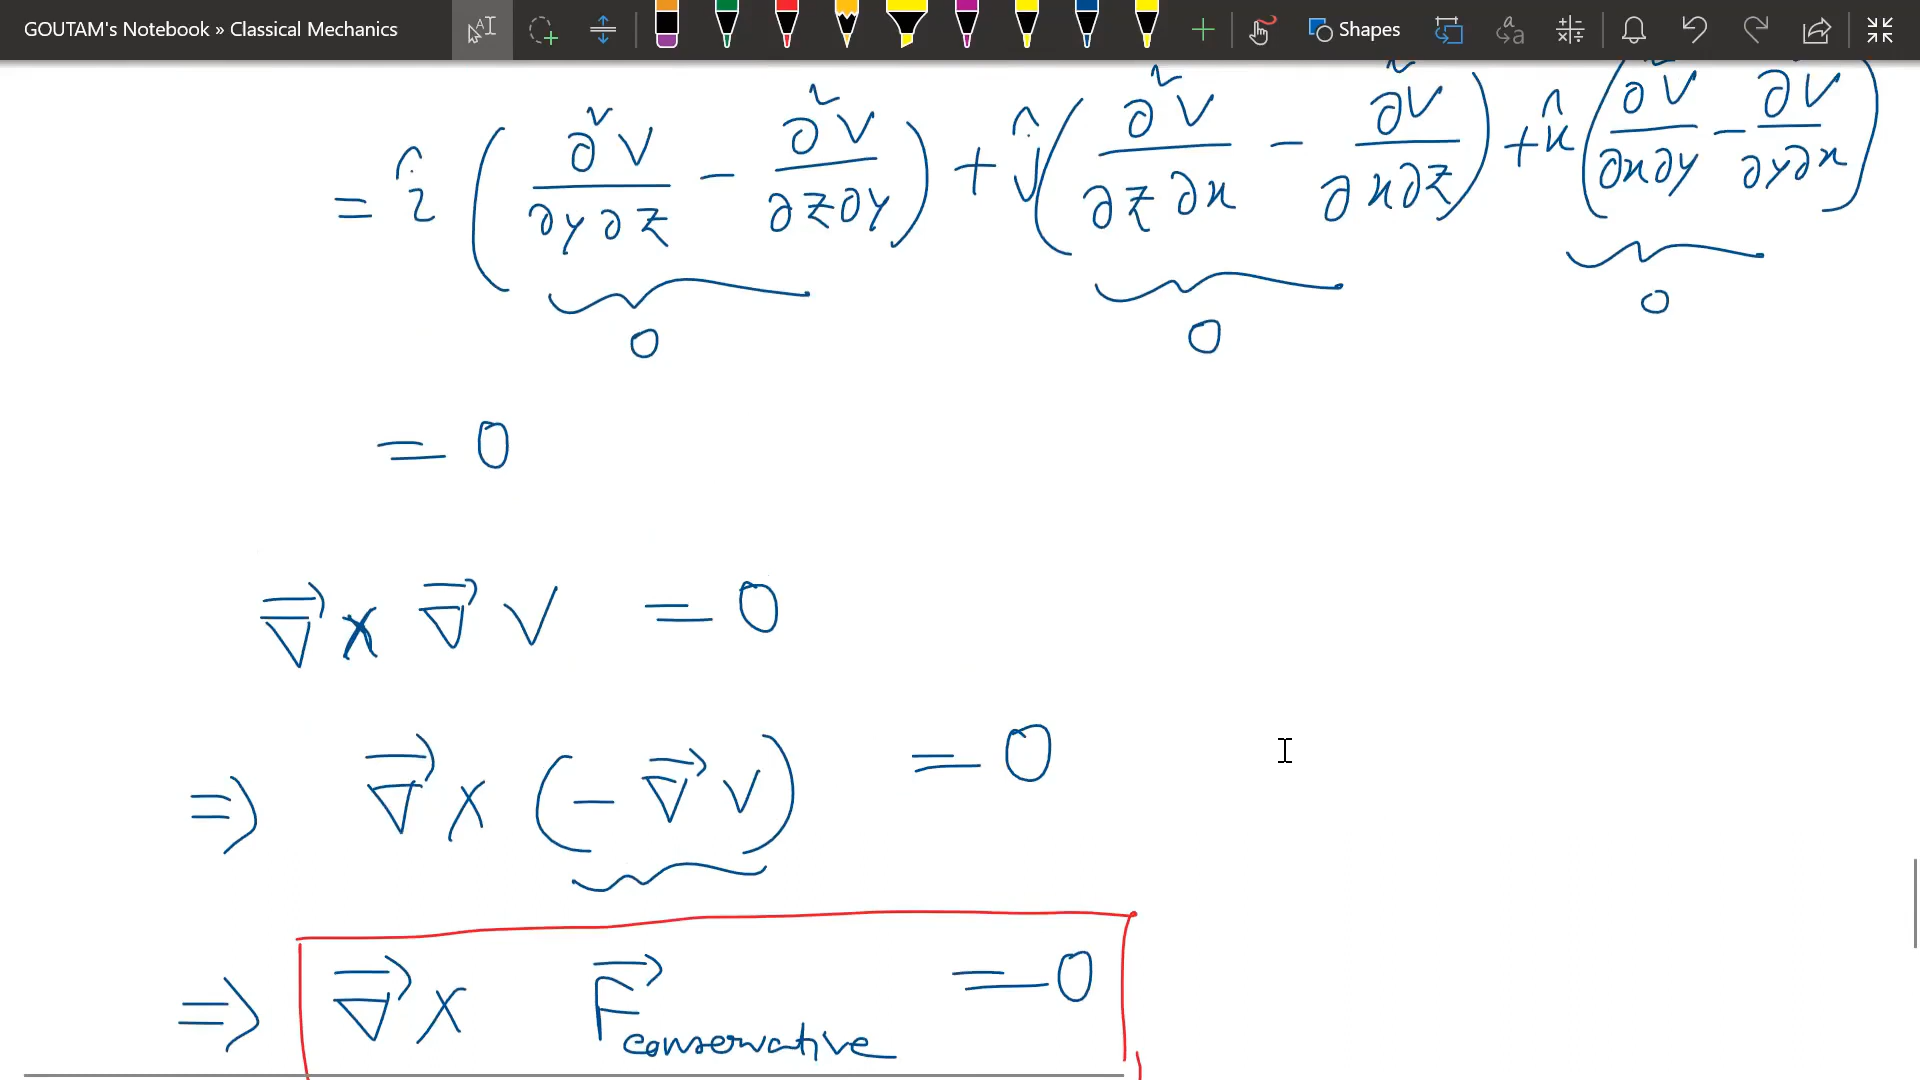 GOUTAM's Notebook » Classical Mechanics
Shapes
= î ( ∂²V/∂y∂z − ∂²V/∂z∂y ) + ĵ ( ∂²V/∂z∂x − ∂²V/∂x∂z ) + k̂ ( ∂²V/∂x∂y − ∂²V/∂y∂x )
0 0 0
= 0
∇⃗ × ∇⃗ V = 0
⇒ ∇⃗ × (− ∇⃗ V) = 0
⇒ ∇⃗ × F⃗ conservative = 0